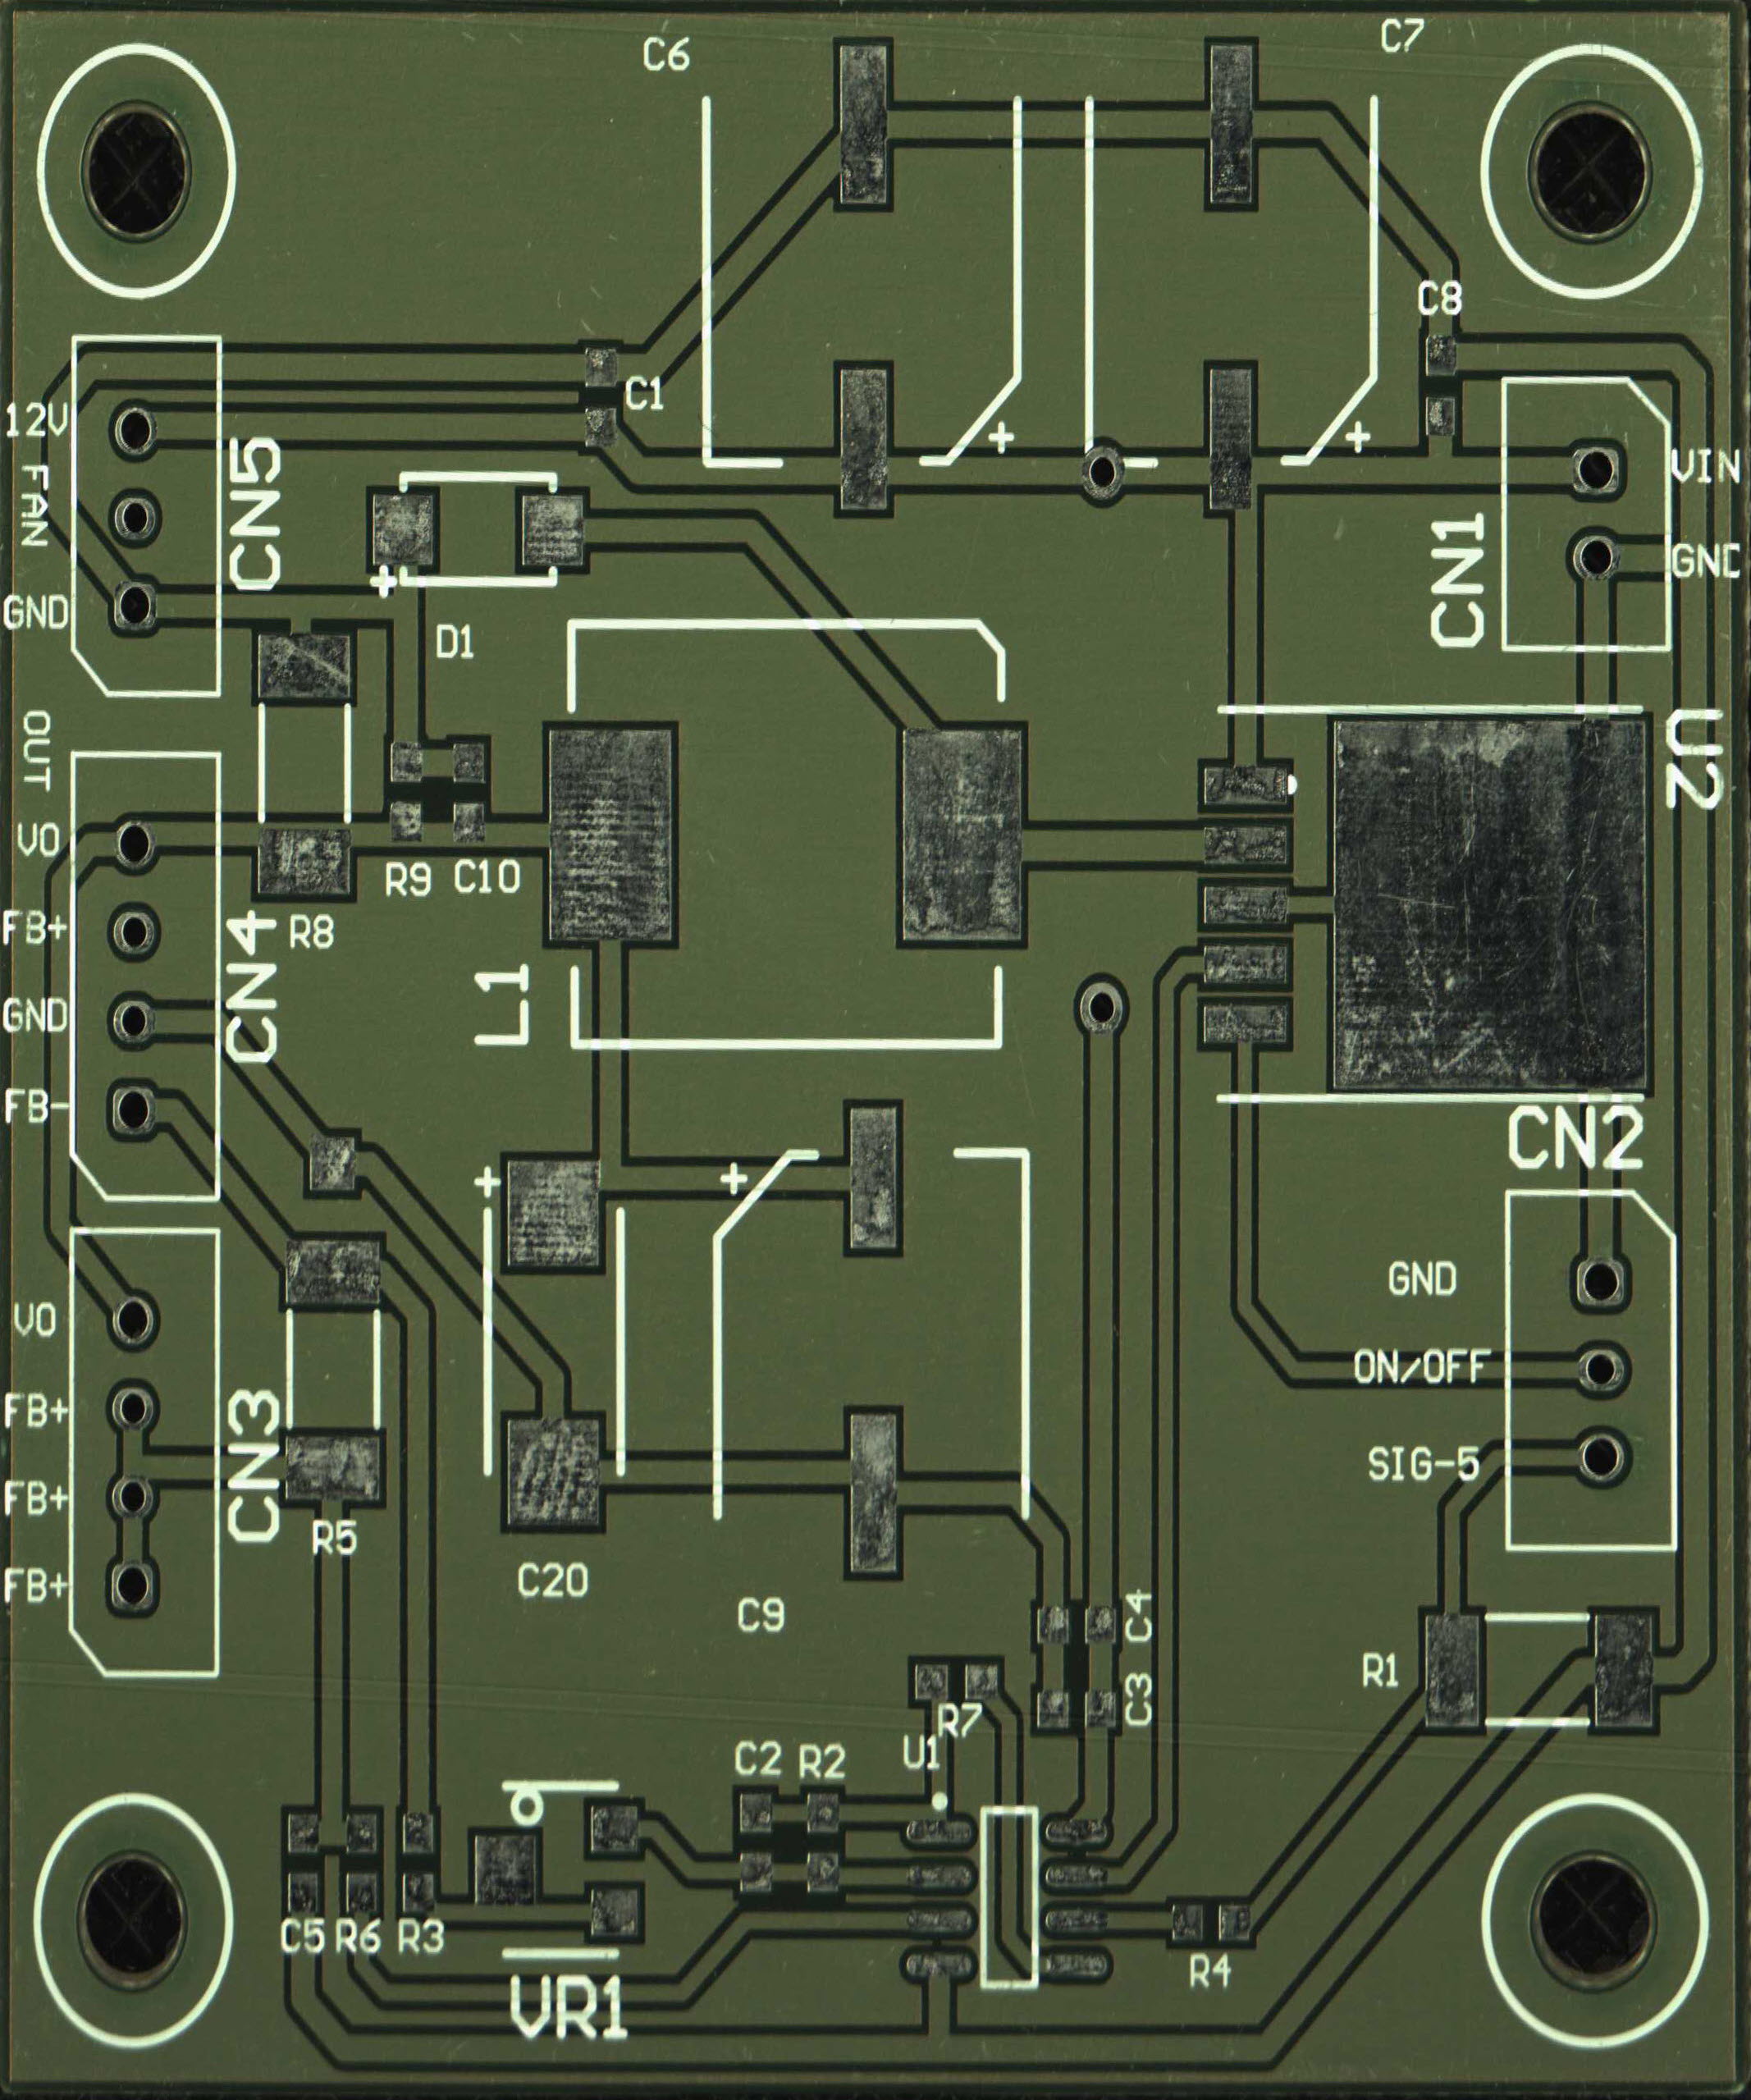 C6
C7
C8
C1
12V
FAN
CN5
VIN
GND
CN1
GND
D1
OUT
U2
VO
R9
C10
FB+
R8
CN4
GND
L1
FB-
CN2
GND
VO
ON/OFF
FB+
CN3
SIG-5
FB+
R5
C20
FB+
C9
C4
R1
C3
R7
U1
C2
R2
C5
R6
R3
R4
VR1